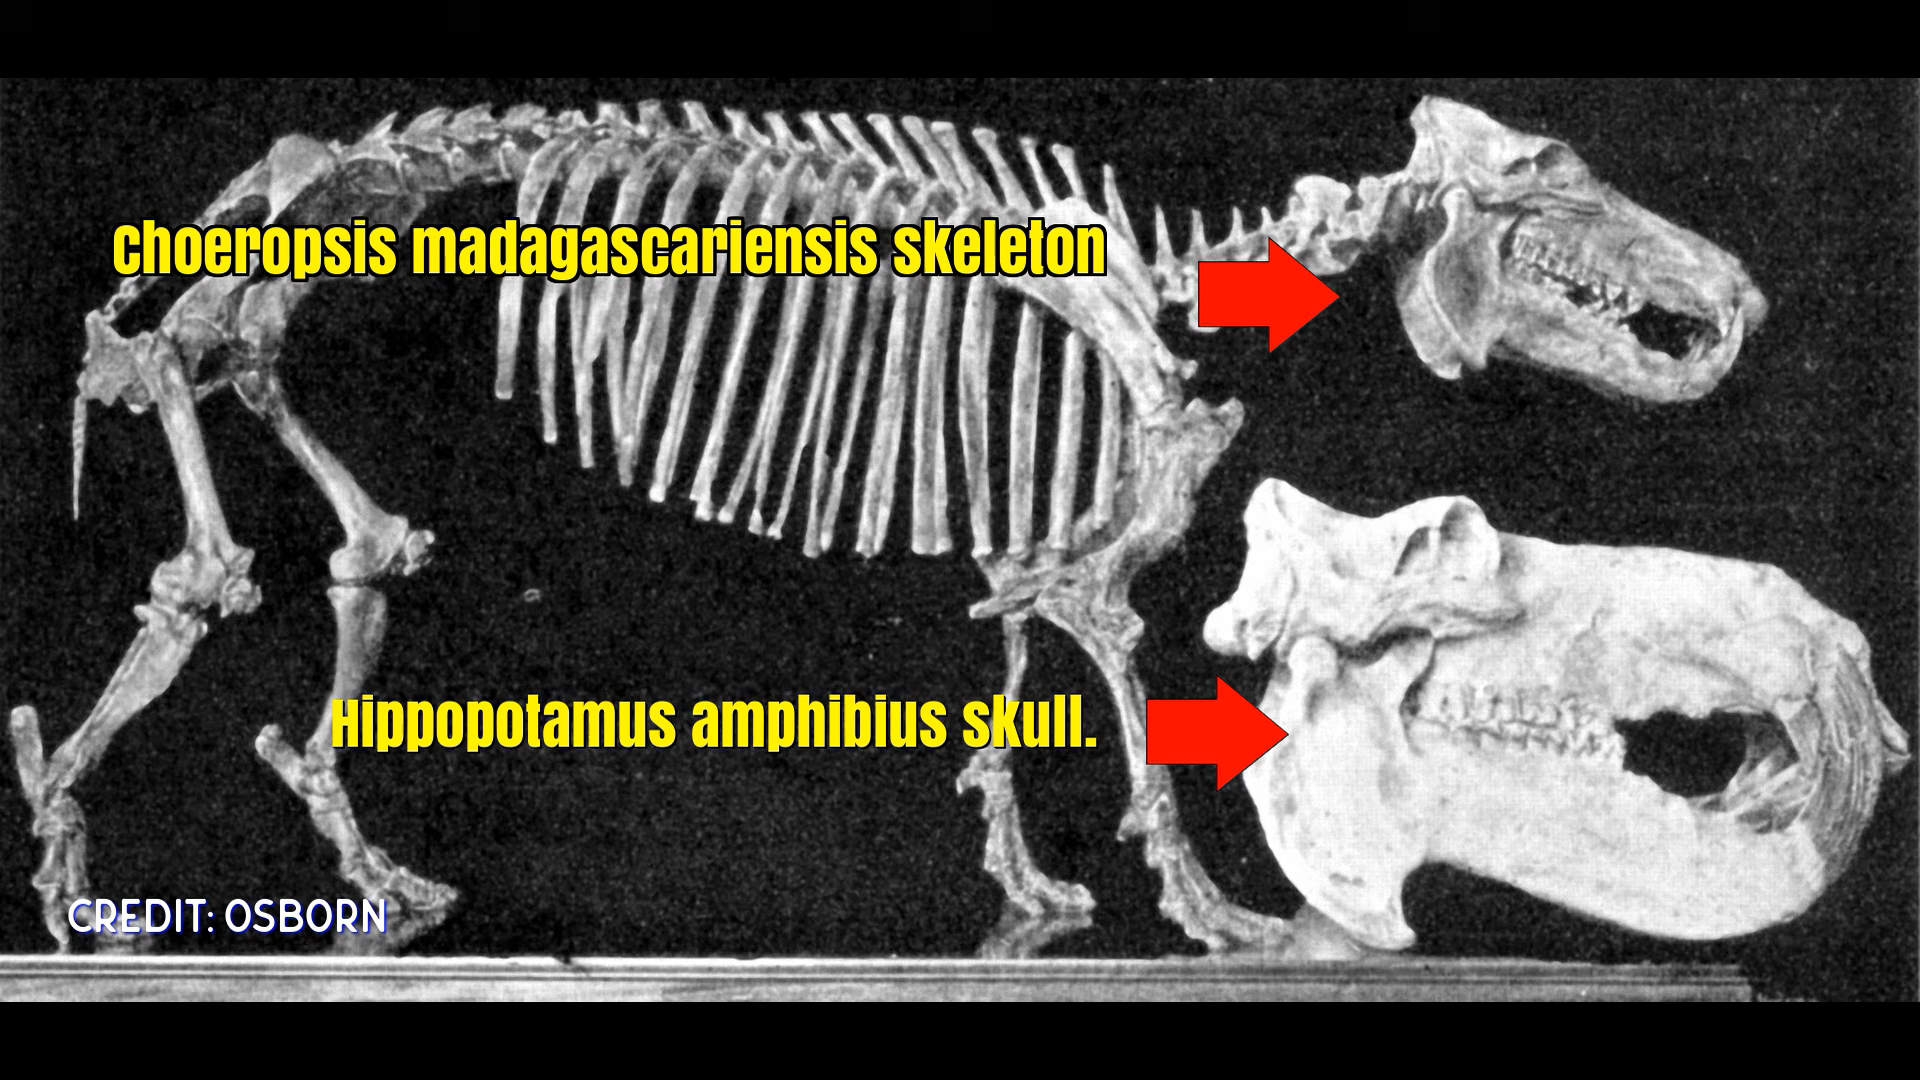 Choeropsis madagascariensis skeleton
Hippopotamus amphibius skull.
CREDIT: OSBORN